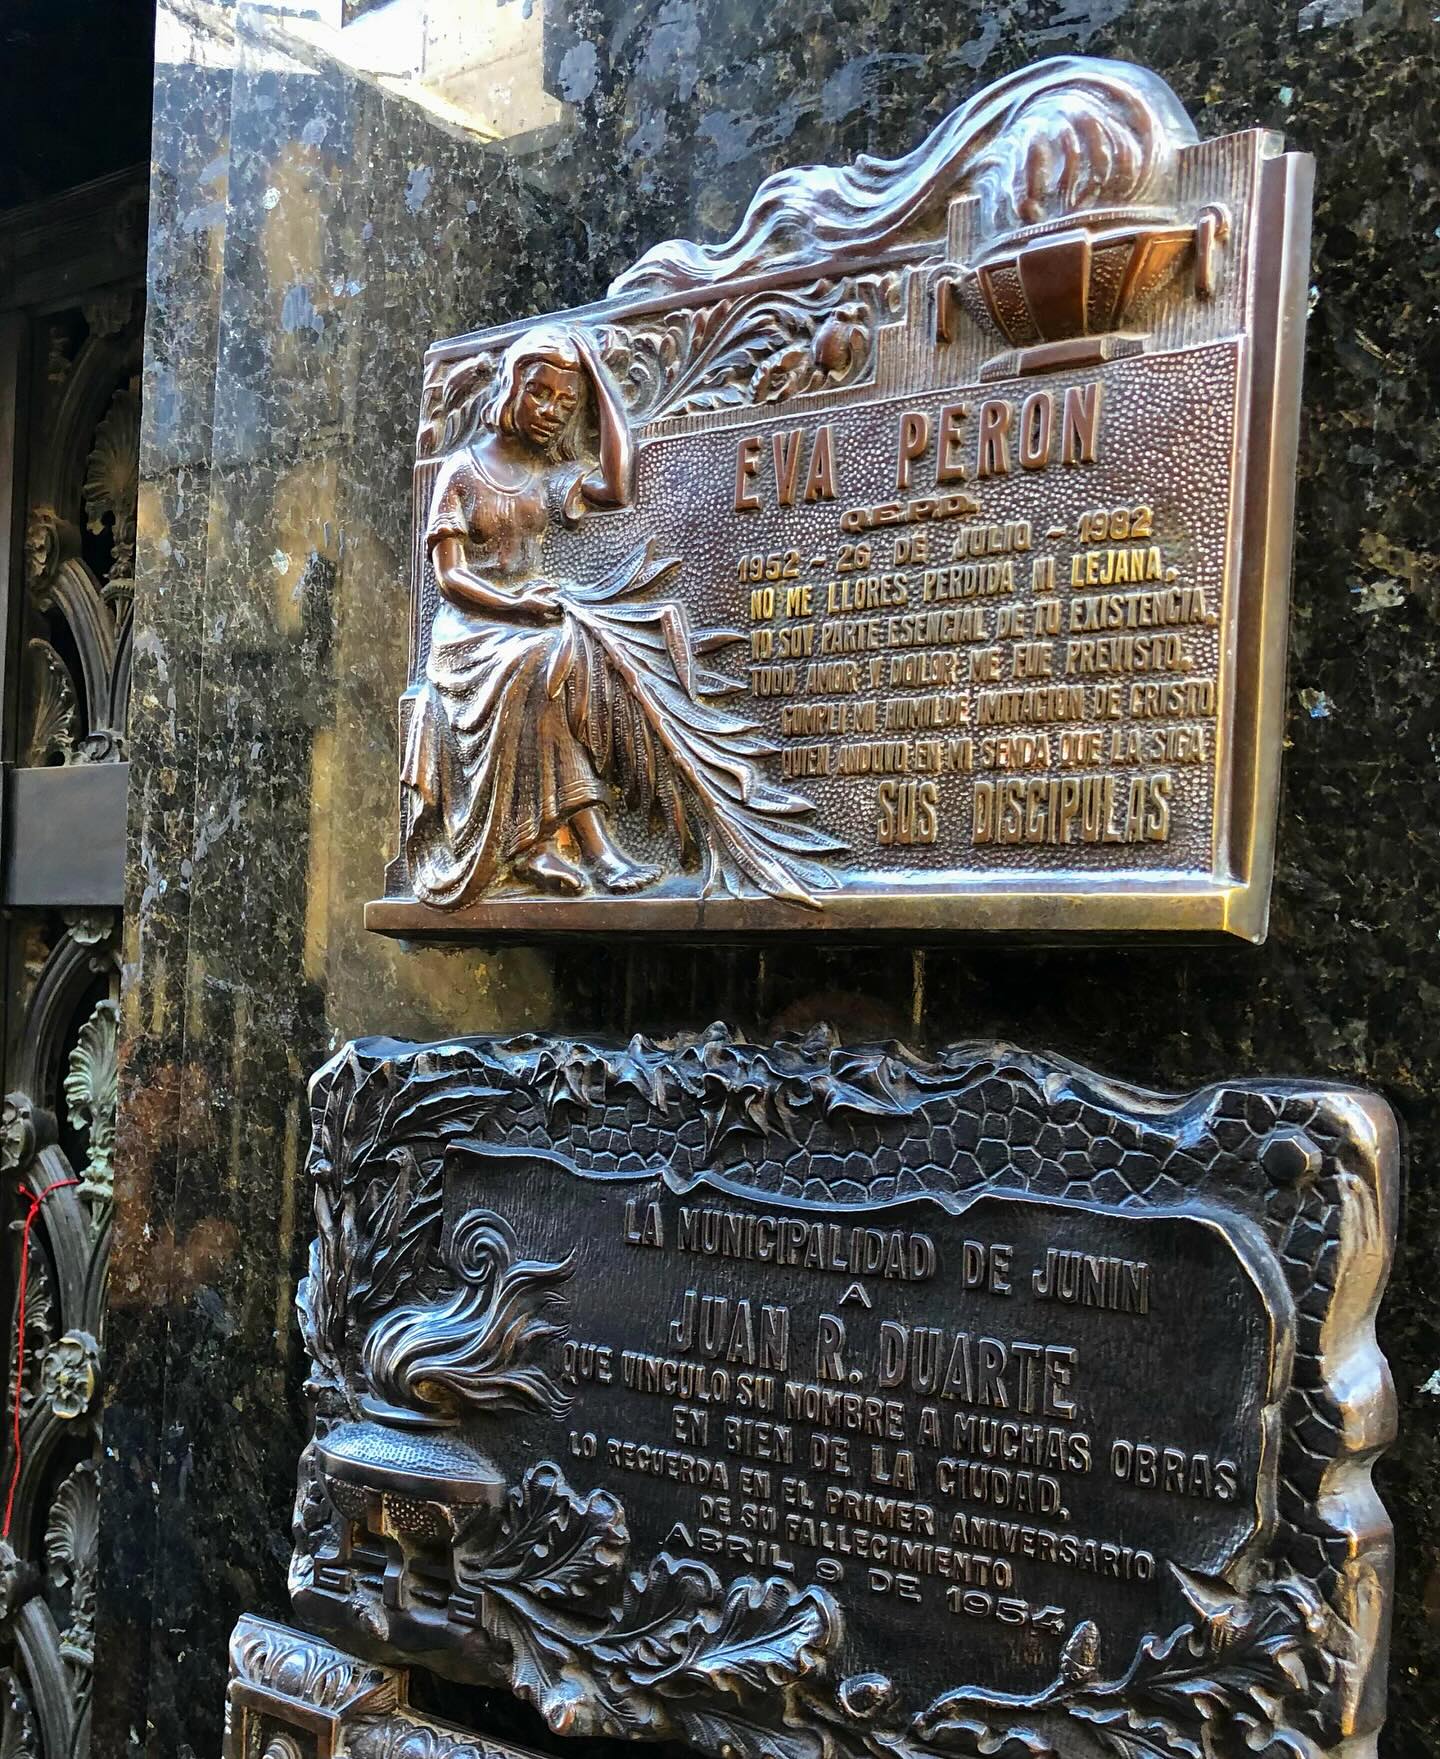 EVA PERON
Q.E.P.D.
1952 - 26 DE JULIO - 1982
NO ME LLORES PERDIDA NI LEJANA.
YO SOY PARTE ESENCIAL DE TU EXISTENCIA.
TODO AMOR Y DOLOR ME FUE PREVISTO.
CUMPLI MI HUMILDE IMITACION DE CRISTO
QUIEN ANDUVO EN MI SENDA QUE LA SIGA
SUS DISCIPULAS
LA MUNICIPALIDAD DE JUNIN
A
JUAN R. DUARTE
QUE VINCULO SU NOMBRE A MUCHAS OBRAS
EN BIEN DE LA CIUDAD.
LO RECUERDA EN EL PRIMER ANIVERSARIO
DE SU FALLECIMIENTO
ABRIL 9 DE 1954